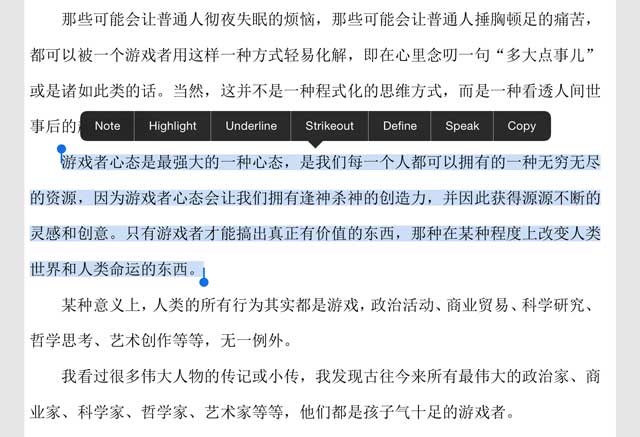 那些可能会让普通人彻夜失眠的烦恼，那些可能会让普通人捶胸顿足的痛苦，
都可以被一个游戏者用这样一种方式轻易化解，即在心里念叨一句“多大点事儿”
或是诸如此类的话。当然，这并不是一种程式化的思维方式，而是一种看透人间世
事后的
Note Highlight Underline Strikeout Define Speak Copy
游戏者心态是最强大的一种心态，是我们每一个人都可以拥有的一种无穷无尽
的资源，因为游戏者心态会让我们拥有逢神杀神的创造力，并因此获得源源不断的
灵感和创意。只有游戏者才能搞出真正有价值的东西，那种在某种程度上改变人类
世界和人类命运的东西。
某种意义上，人类的所有行为其实都是游戏，政治活动、商业贸易、科学研究、
哲学思考、艺术创作等等，无一例外。
我看过很多伟大人物的传记或小传，我发现古往今来所有最伟大的政治家、商
业家、科学家、哲学家、艺术家等等，他们都是孩子气十足的游戏者。